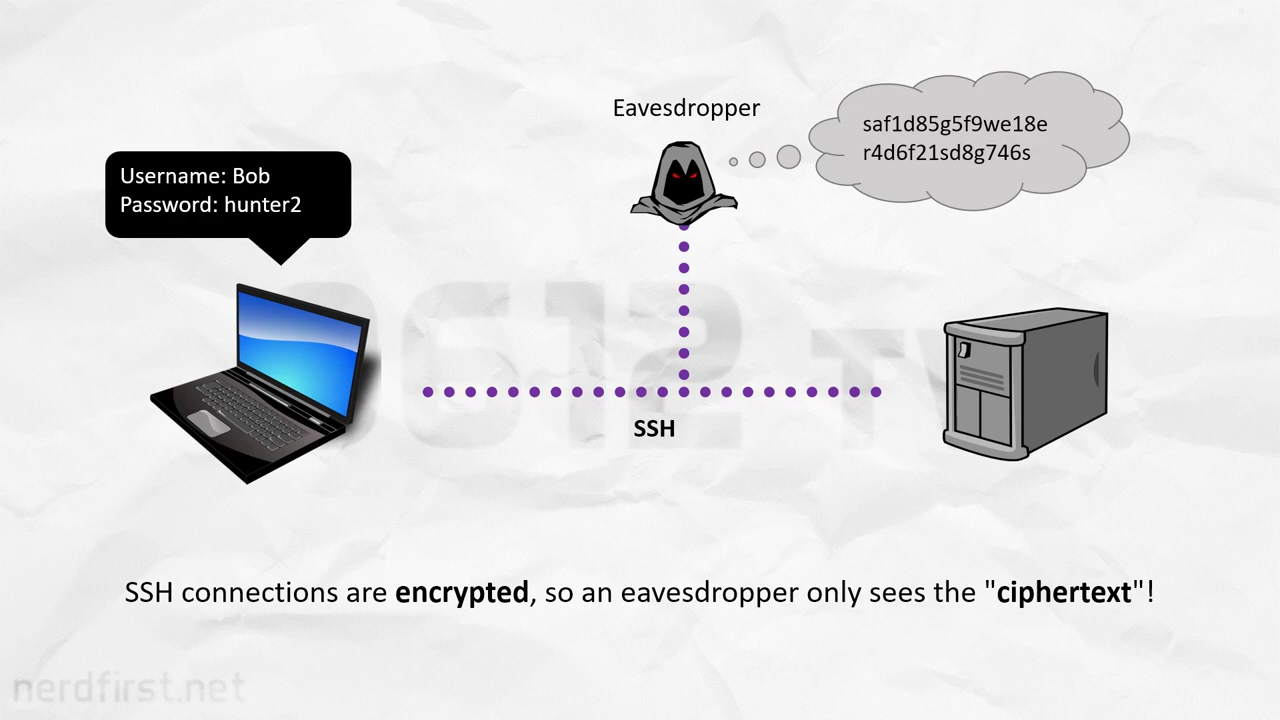 Eavesdropper
saf1d85g5f9we18e
r4d6f21sd8g746s
Username: Bob
Password: hunter2
SSH
SSH connections are encrypted, so an eavesdropper only sees the "ciphertext"!
nerdfirst.net